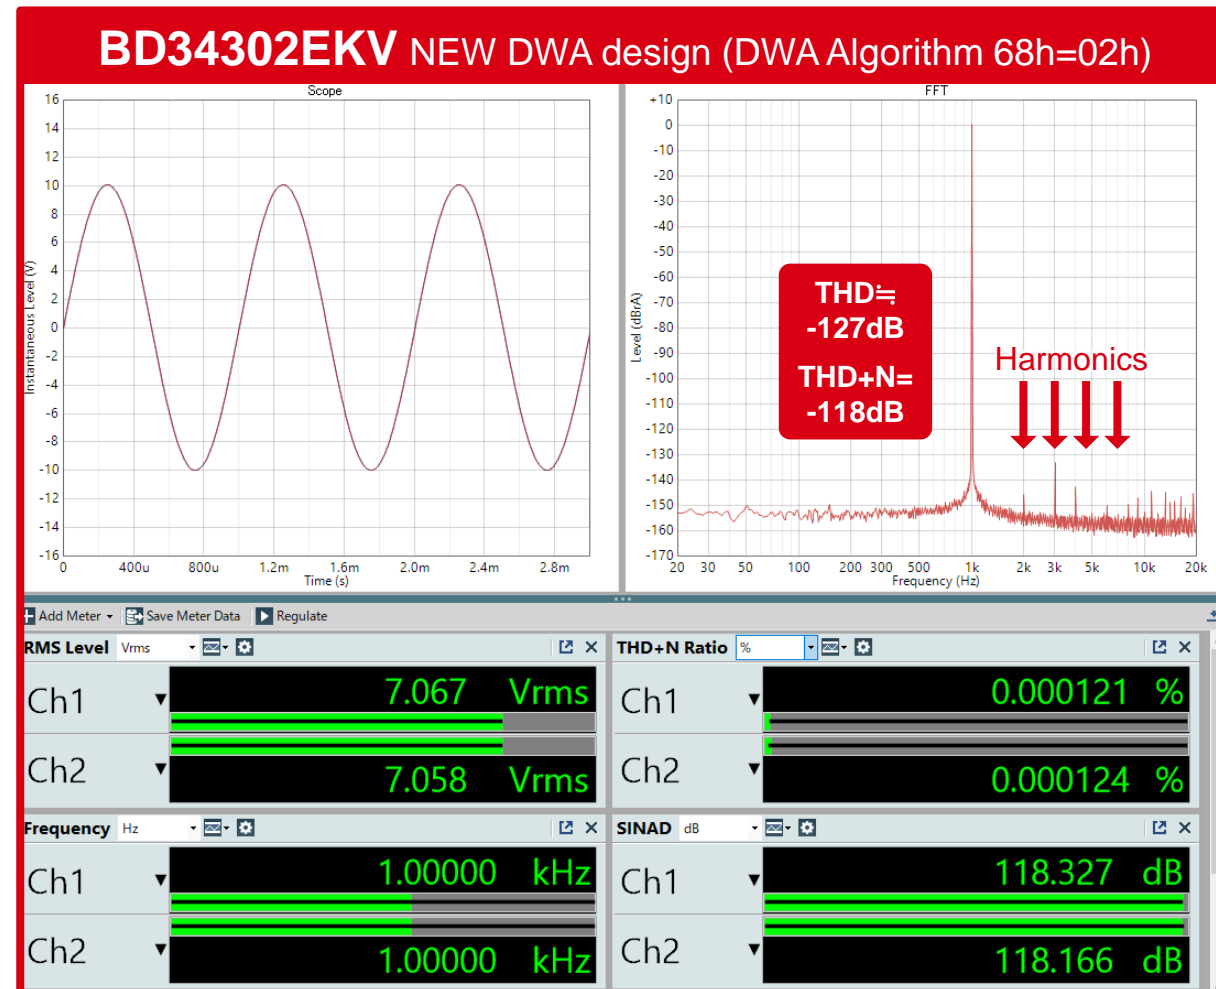 BD34302EKV NEW DWA design (DWA Algorithm 68h=02h)
Scope
16
14
12
10
8
6
4
2
0
-2
-4
-6
-8
-10
-12
-14
-16
Instantaneous Level (V)
0 400u 800u 1.2m 1.6m 2.0m 2.4m 2.8m
Time (s)
FFT
+10
0
-10
-20
-30
-40
-50
-60
-70
-80
-90
-100
-110
-120
-130
-140
-150
-160
-170
Level (dBrA)
THD≒
-127dB
THD+N=
-118dB
Harmonics
20 30 50 100 200 300 500 1k 2k 3k 5k 10k 20k
Frequency (Hz)
Add Meter Save Meter Data Regulate
RMS Level Vrms
Ch1 7.067 Vrms
Ch2 7.058 Vrms
THD+N Ratio %
Ch1 0.000121 %
Ch2 0.000124 %
Frequency Hz
Ch1 1.00000 kHz
Ch2 1.00000 kHz
SINAD dB
Ch1 118.327 dB
Ch2 118.166 dB